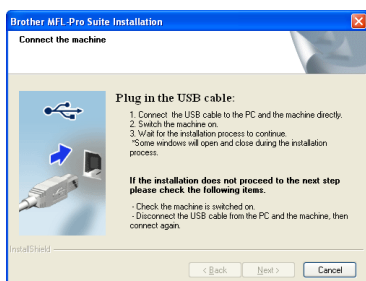 Brother MFL-Pro Suite Installation
Connect the machine
Plug in the USB cable:
1. Connect the USB cable to the PC and the machine directly.
2. Switch the machine on.
3. Wait for the installation process to continue.
*Some windows will open and close during the installation
process.
If the installation does not proceed to the next step
please check the following items.
- Check the machine is switched on.
- Disconnect the USB cable from the PC and the machine, then
connect again.
InstallShield
< Back
Next >
Cancel